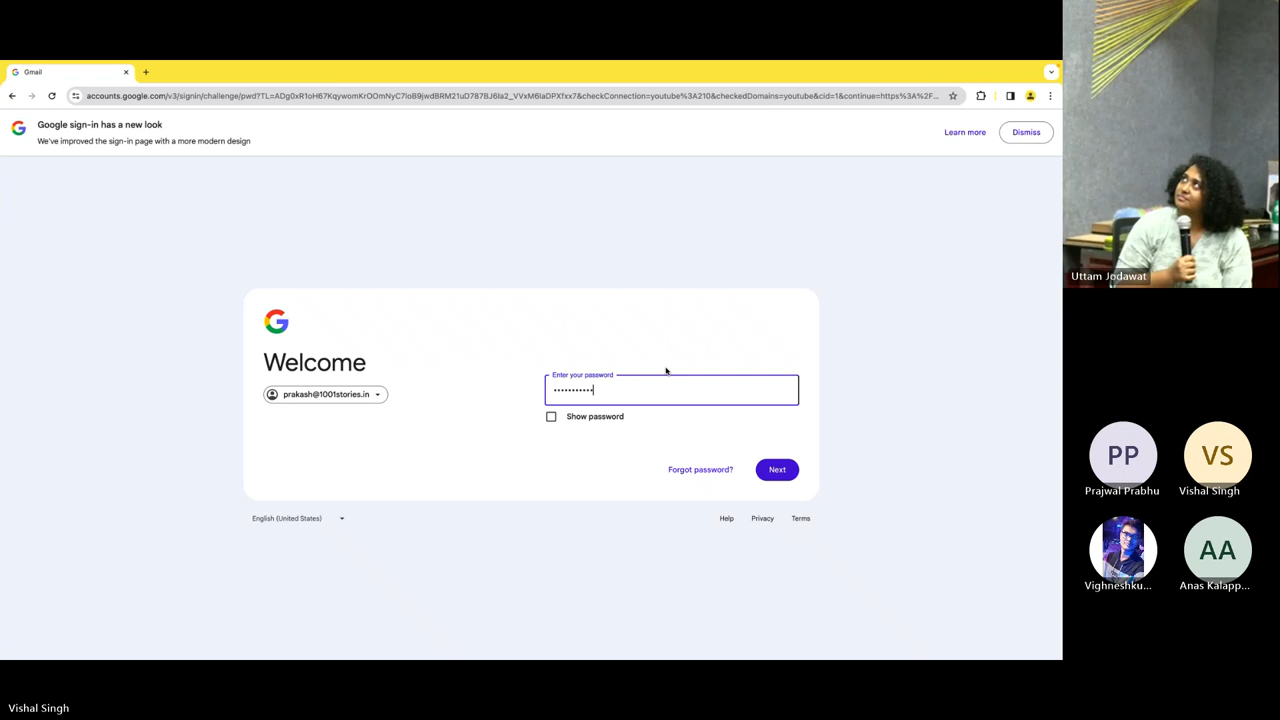 Gmail
accounts.google.com/v3/signin/challenge/pwd?TL=ADg0xR1oH67KqywomKrOOmNyC7loB9jwdBRM21uD787BJ6Ia2_VVxM6IaDPXfxx7&checkConnection=youtube%3A210&checkedDomains=youtube&cid=1&continue=https%3A%2F...
Google sign-in has a new look
We've improved the sign-in page with a more modern design
Learn more
Dismiss
Welcome
prakash@1001stories.in
Enter your password
Show password
Forgot password?
Next
English (United States)
Help
Privacy
Terms
Uttam Jodawat
PP
Prajwal Prabhu
VS
Vishal Singh
Vighneshku...
AA
Anas Kalapp...
Vishal Singh